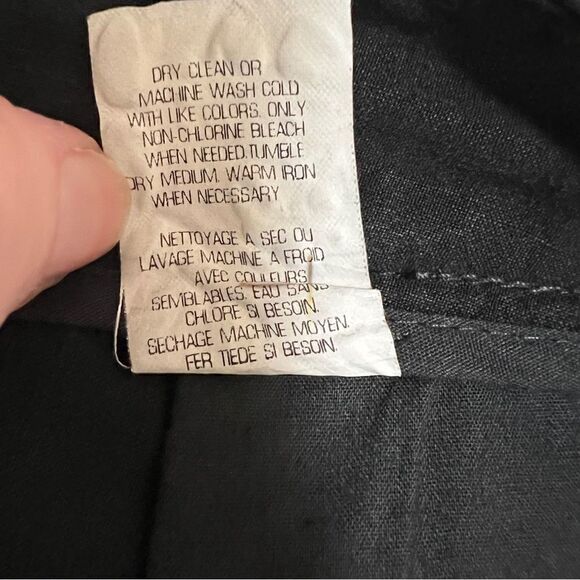 DRY CLEAN OR
MACHINE WASH COLD
WITH LIKE COLORS. ONLY
NON-CHLORINE BLEACH
WHEN NEEDED.TUMBLE
DRY MEDIUM. WARM IRON
WHEN NECESSARY
NETTOYAGE A SEC OU
LAVAGE MACHINE A FROID
AVEC COULEURS
SEMBLABLES. EAU SANS
CHLORE SI BESOIN.
SECHAGE MACHINE MOYEN.
FER TIEDE SI BESOIN.